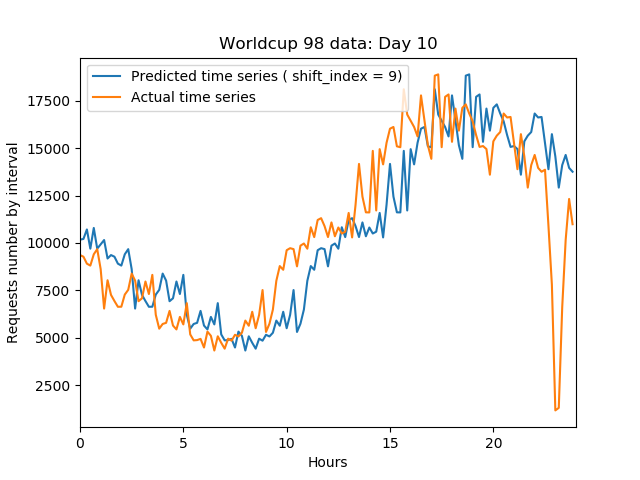 Worldcup 98 data: Day 10
Predicted time series ( shift_index = 9)
Actual time series
Requests number by interval
17500
15000
12500
10000
7500
5000
2500
0 5 10 15 20
Hours